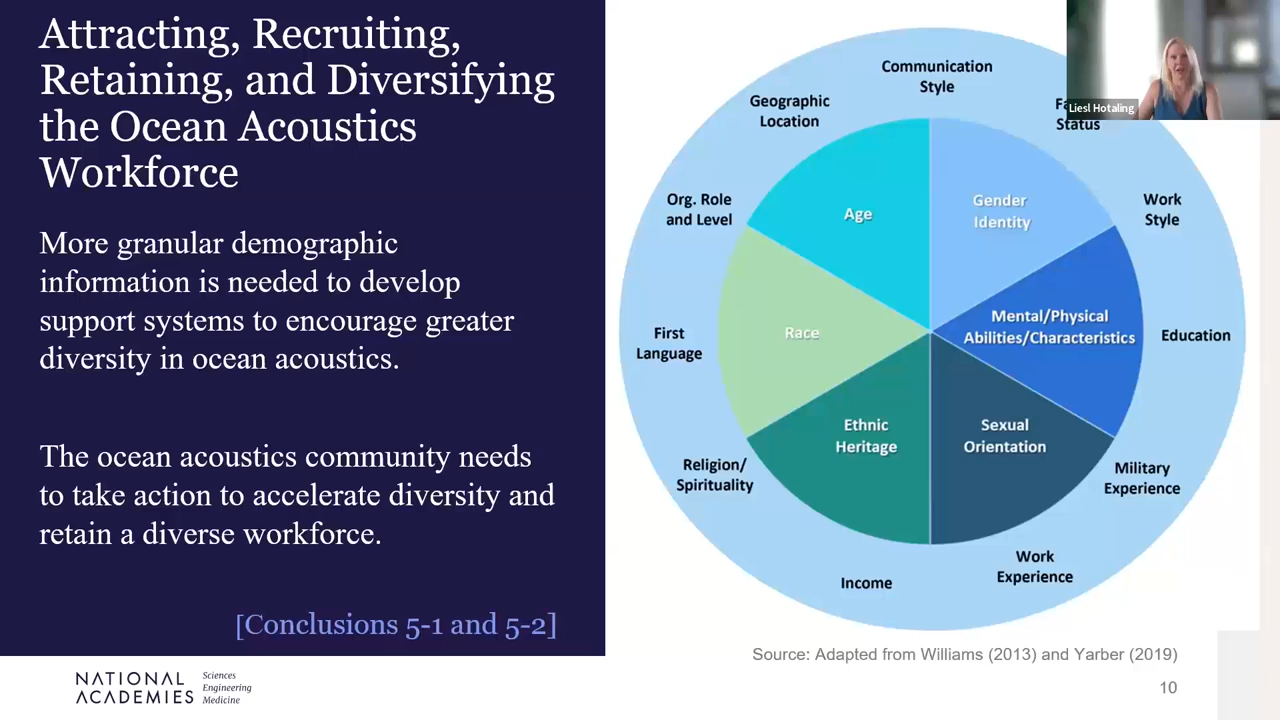 Attracting, Recruiting,
Retaining, and Diversifying
the Ocean Acoustics
Workforce
More granular demographic
information is needed to develop
support systems to encourage greater
diversity in ocean acoustics.
The ocean acoustics community needs
to take action to accelerate diversity and
retain a diverse workforce.
[Conclusions 5-1 and 5-2]
NATIONAL
ACADEMIES
Sciences
Engineering
Medicine
Communication
Style
Geographic
Location
Status
Liesl Hotaling
Org. Role
and Level
Work
Style
Age
Gender
Identity
First
Language
Race
Mental/Physical
Abilities/Characteristics
Education
Ethnic
Heritage
Sexual
Orientation
Religion/
Spirituality
Military
Experience
Income
Work
Experience
Source: Adapted from Williams (2013) and Yarber (2019)
10